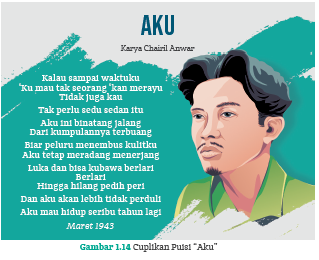 AKU
Karya Chairil Anwar
Kalau sampai waktuku
'Ku mau tak seorang 'kan merayu
Tidak juga kau
Tak perlu sedu sedan itu
Aku ini binatang jalang
Dari kumpulannya terbuang
Biar peluru menembus kulitku
Aku tetap meradang menerjang
Luka dan bisa kubawa berlari
Berlari
Hingga hilang pedih peri
Dan aku akan lebih tidak perduli
Aku mau hidup seribu tahun lagi
Maret 1943
Gambar 1.14 Cuplikan Puisi "Aku"